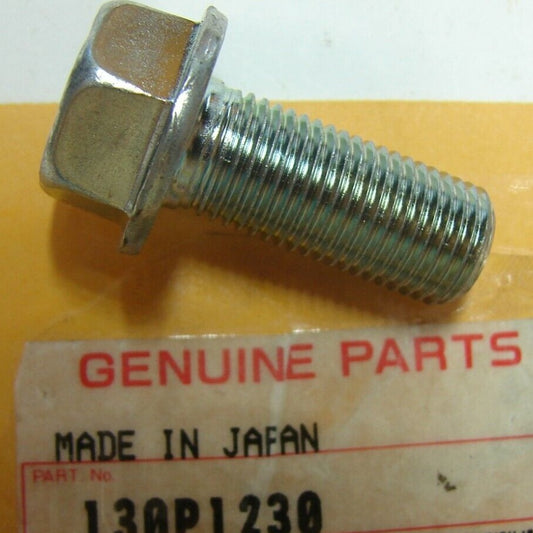 GENUINE PARTS
MADE IN JAPAN
PART. No.
130P1230